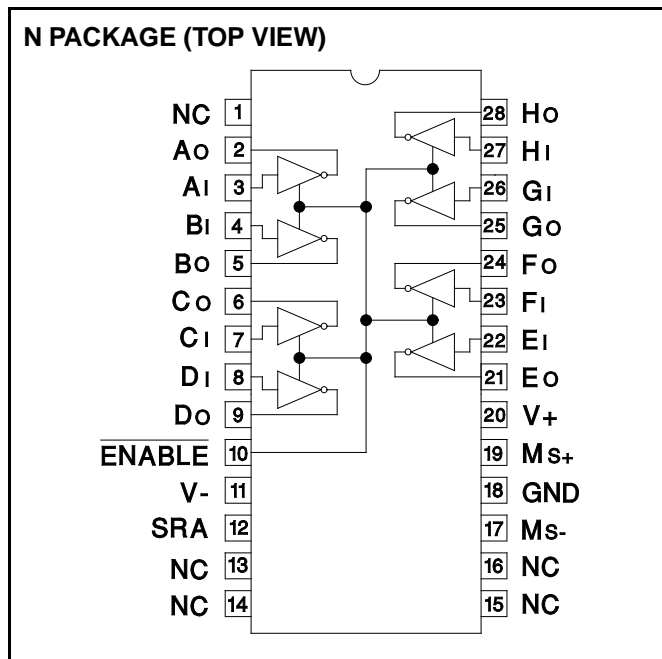 N PACKAGE (TOP VIEW)
NC 1
AO 2
AI 3
BI 4
BO 5
CO 6
CI 7
DI 8
DO 9
ENABLE 10
V- 11
SRA 12
NC 13
NC 14
28 HO
27 HI
26 GI
25 GO
24 FO
23 FI
22 EI
21 EO
20 V+
19 MS+
18 GND
17 MS-
16 NC
15 NC